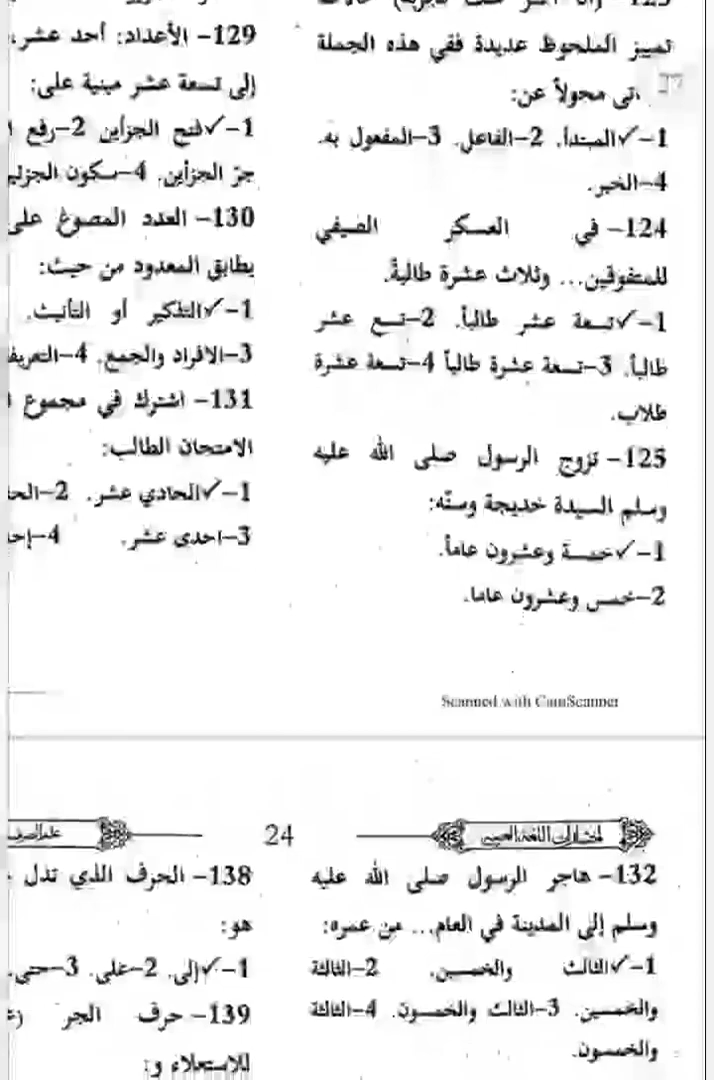 تمييز الملحوظ عديدة ففي هذه الجملة
محولاً عن:
1-✓المبتدأ. 2-الفاعل. 3-المفعول به.
4-الخبر.
124- في العسكر الصيفي
للمتفوقين... وثلاث عشرة طالبةً.
1-✓تسعة عشر طالباً. 2-تسع عشر
طالباً. 3-تسعة عشرة طالباً 4-تسعة عشرة
طلاب.
125- تزوج الرسول صلى الله عليه
وسلم السيدة خديجة وسنّه:
1-✓خمسة وعشرون عاماً.
2-خمس وعشرون عاما.
129- الأعداد: أحد عشر،
إلى تسعة عشر مبنية على:
1-✓فتح الجزأين 2-رفع
جرّ الجزأين. 4-سكون
130- العدد المصوغ على
يطابق المعدود من حيث:
1-✓التذكير أو التأنيث.
3-الافراد والجمع. 4-
131- اشترك في مجموع
الامتحان الطالب:
1-✓الحادي عشر. 2-
3-احدى عشر. 4-
Scanned with CamScanner
24
132- هاجر الرسول صلى الله عليه
وسلم إلى المدينة في العام... من عمره:
1-✓الثالث والخمسين. 2-الثالثة
والخمسين. 3-الثالث والخمسون. 4-الثالثة
والخمسون.
138- الحرف الذي تدل
هو:
1-✓إلى. 2-على. 3-حتى.
139- حرف الجر
للاستعلاء و: